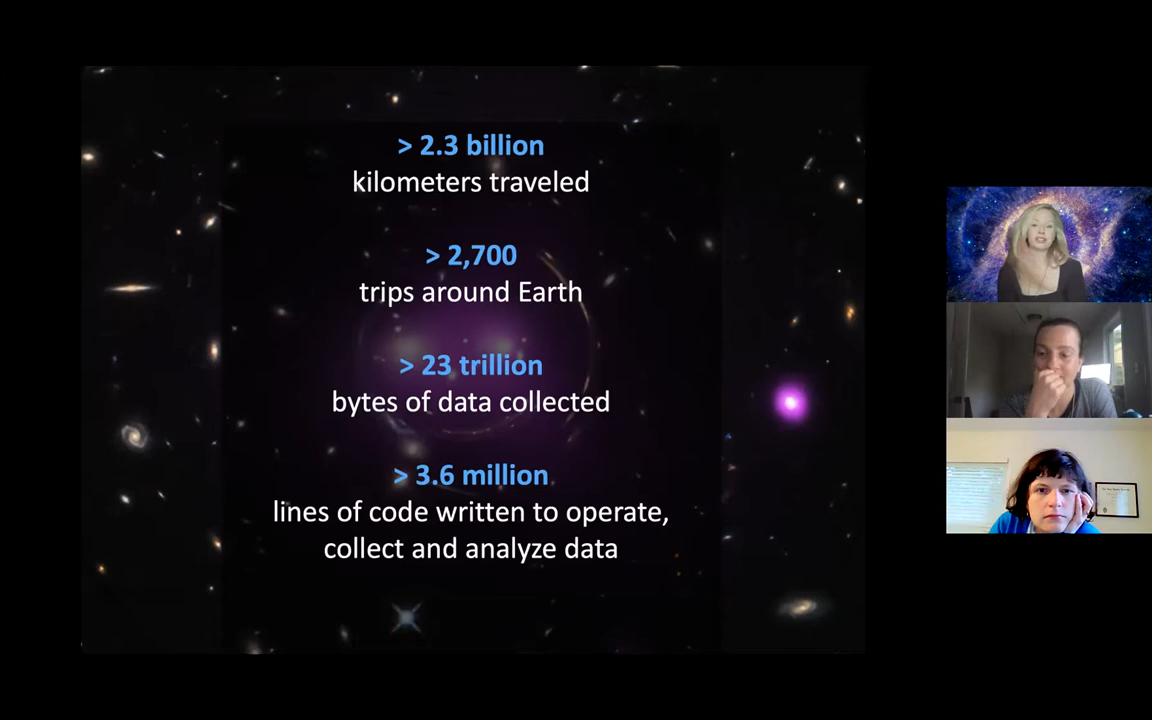 > 2.3 billion
kilometers traveled
> 2,700
trips around Earth
> 23 trillion
bytes of data collected
> 3.6 million
lines of code written to operate,
collect and analyze data